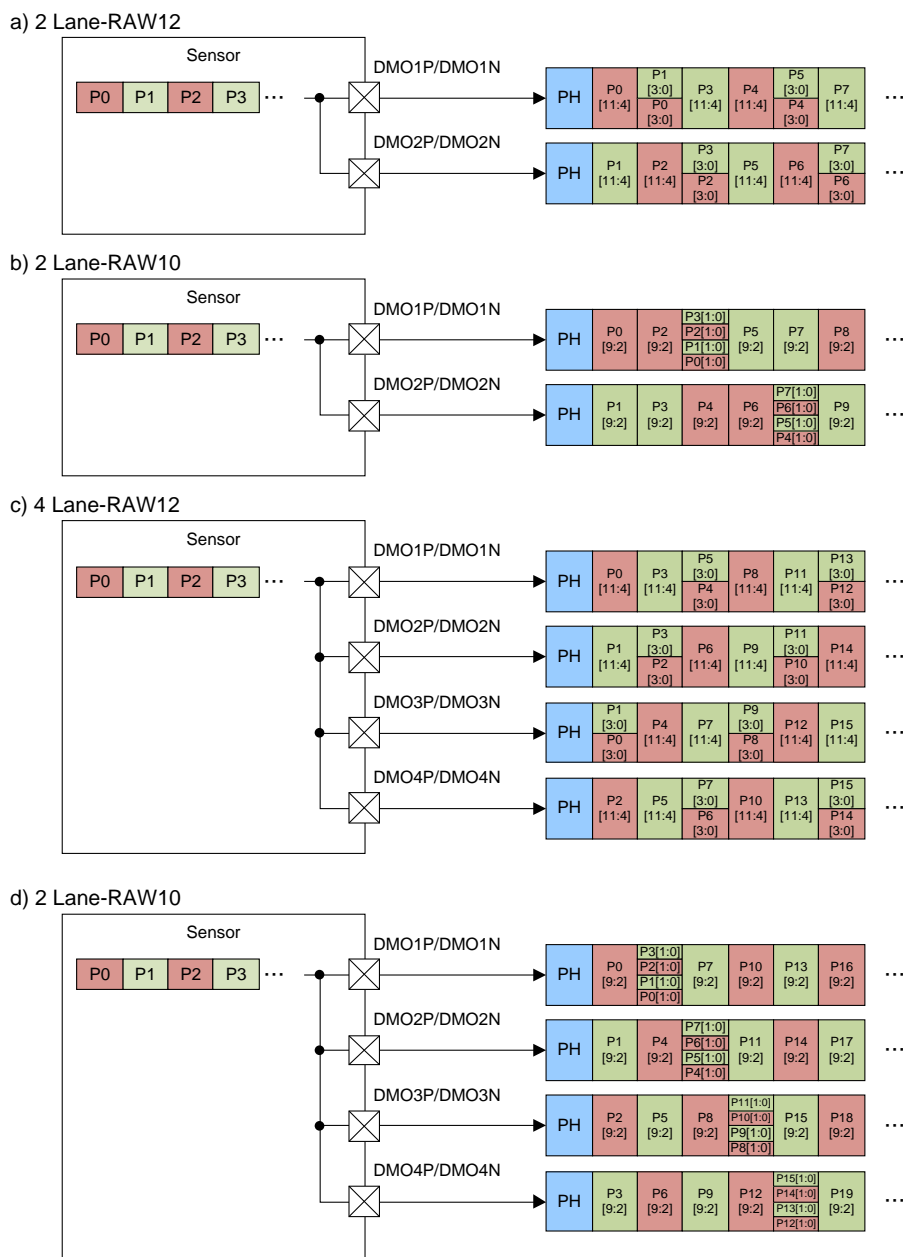 a) 2 Lane-RAW12
Sensor
P0 P1 P2 P3 ...
DMO1P/DMO1N
PH P0 [11:4] P1 [3:0] P0 [3:0] P3 [11:4] P4 [11:4] P5 [3:0] P4 [3:0] P7 [11:4] ...
DMO2P/DMO2N
PH P1 [11:4] P2 [11:4] P3 [3:0] P2 [3:0] P5 [11:4] P6 [11:4] P7 [3:0] P6 [3:0] ...
b) 2 Lane-RAW10
Sensor
P0 P1 P2 P3 ...
DMO1P/DMO1N
PH P0 [9:2] P2 [9:2] P3[1:0] P2[1:0] P1[1:0] P0[1:0] P5 [9:2] P7 [9:2] P8 [9:2] ...
DMO2P/DMO2N
PH P1 [9:2] P3 [9:2] P4 [9:2] P6 [9:2] P7[1:0] P6[1:0] P5[1:0] P4[1:0] P9 [9:2] ...
c) 4 Lane-RAW12
Sensor
P0 P1 P2 P3 ...
DMO1P/DMO1N
PH P0 [11:4] P3 [11:4] P5 [3:0] P4 [3:0] P8 [11:4] P11 [11:4] P13 [3:0] P12 [3:0] ...
DMO2P/DMO2N
PH P1 [11:4] P3 [3:0] P2 [3:0] P6 [11:4] P9 [11:4] P11 [3:0] P10 [3:0] P14 [11:4] ...
DMO3P/DMO3N
PH P1 [3:0] P0 [3:0] P4 [11:4] P7 [11:4] P9 [3:0] P8 [3:0] P12 [11:4] P15 [11:4] ...
DMO4P/DMO4N
PH P2 [11:4] P5 [11:4] P7 [3:0] P6 [3:0] P10 [11:4] P13 [11:4] P15 [3:0] P14 [3:0] ...
d) 2 Lane-RAW10
Sensor
P0 P1 P2 P3 ...
DMO1P/DMO1N
PH P0 [9:2] P3[1:0] P2[1:0] P1[1:0] P0[1:0] P7 [9:2] P10 [9:2] P13 [9:2] P16 [9:2] ...
DMO2P/DMO2N
PH P1 [9:2] P4 [9:2] P7[1:0] P6[1:0] P5[1:0] P4[1:0] P11 [9:2] P14 [9:2] P17 [9:2] ...
DMO3P/DMO3N
PH P2 [9:2] P5 [9:2] P8 [9:2] P11[1:0] P10[1:0] P9[1:0] P8[1:0] P15 [9:2] P18 [9:2] ...
DMO4P/DMO4N
PH P3 [9:2] P6 [9:2] P9 [9:2] P12 [9:2] P15[1:0] P14[1:0] P13[1:0] P12[1:0] P19 [9:2] ...